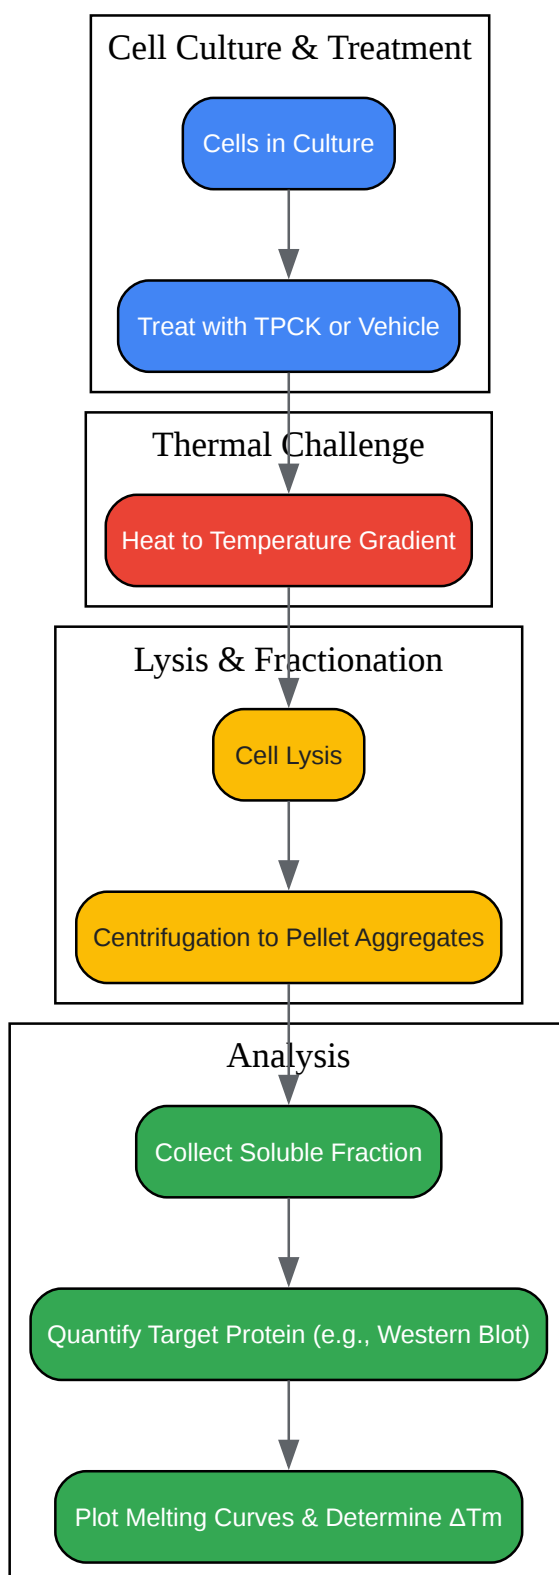 Cell Culture & Treatment
Cells in Culture
Treat with TPCK or Vehicle
Thermal Challenge
Heat to Temperature Gradient
Lysis & Fractionation
Cell Lysis
Centrifugation to Pellet Aggregates
Analysis
Collect Soluble Fraction
Quantify Target Protein (e.g., Western Blot)
Plot Melting Curves & Determine ΔTm